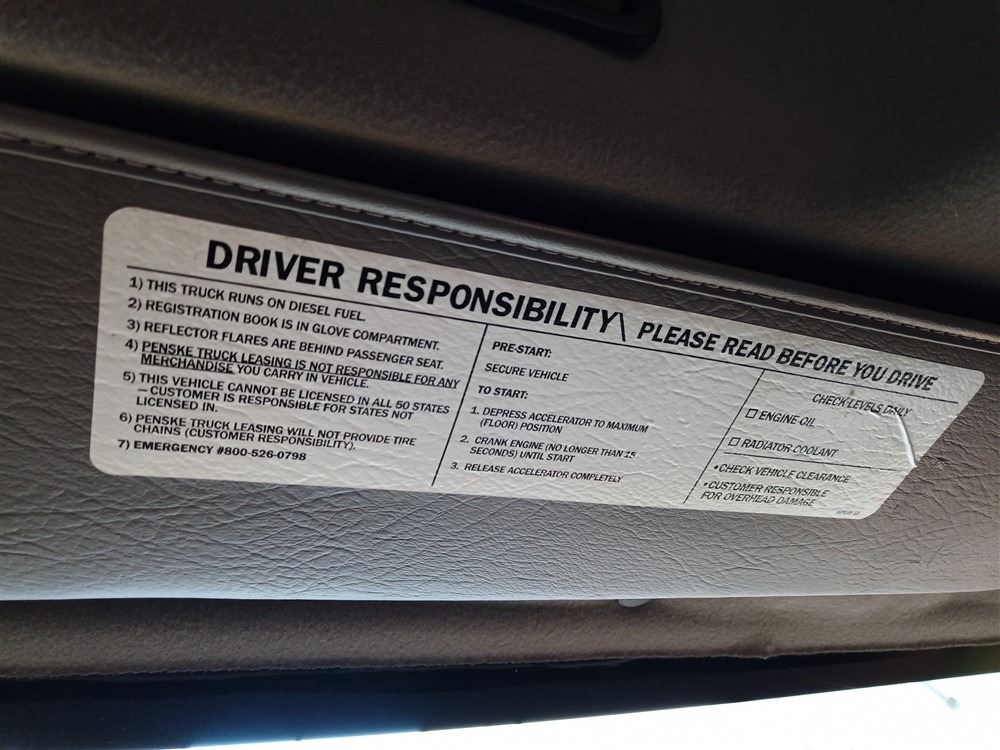 DRIVER RESPONSIBILITY\ PLEASE READ BEFORE YOU DRIVE
1) THIS TRUCK RUNS ON DIESEL FUEL.
2) REGISTRATION BOOK IS IN GLOVE COMPARTMENT.
3) REFLECTOR FLARES ARE BEHIND PASSENGER SEAT.
4) PENSKE TRUCK LEASING IS NOT RESPONSIBLE FOR ANY
MERCHANDISE YOU CARRY IN VEHICLE.
5) THIS VEHICLE CANNOT BE LICENSED IN ALL 50 STATES
– CUSTOMER IS RESPONSIBLE FOR STATES NOT
LICENSED IN.
6) PENSKE TRUCK LEASING WILL NOT PROVIDE TIRE
CHAINS (CUSTOMER RESPONSIBILITY).
7) EMERGENCY #800-526-0798
PRE-START:
SECURE VEHICLE
TO START:
1. DEPRESS ACCELERATOR TO MAXIMUM
(FLOOR) POSITION
2. CRANK ENGINE (NO LONGER THAN 15
SECONDS) UNTIL START
3. RELEASE ACCELERATOR COMPLETELY
CHECK LEVELS DAILY
☐ ENGINE OIL
☐ RADIATOR COOLANT
•CHECK VEHICLE CLEARANCE
•CUSTOMER RESPONSIBLE
FOR OVERHEAD DAMAGE